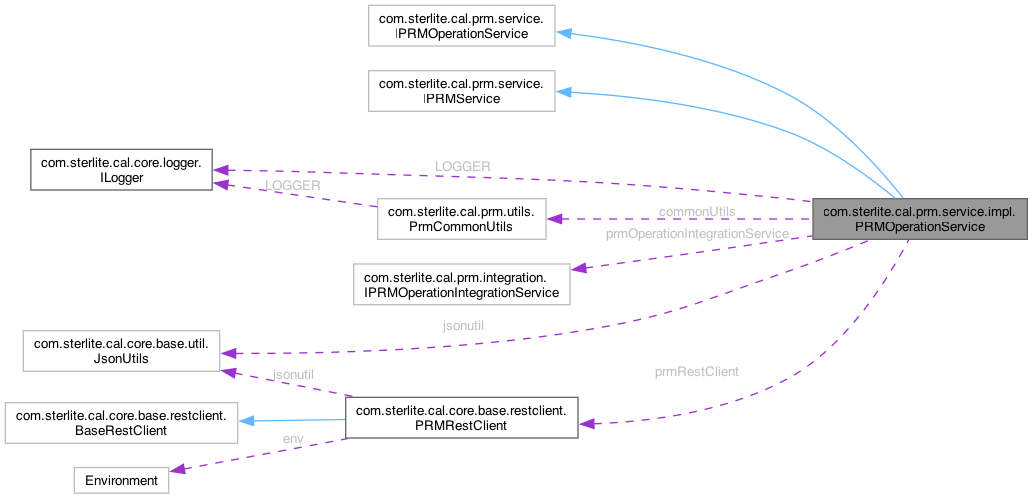 com.sterlite.cal.prm.service.
IPRMOperationService
com.sterlite.cal.prm.service.
IPRMService
com.sterlite.cal.core.logger.
ILogger
LOGGER
LOGGER
com.sterlite.cal.prm.utils.
PrmCommonUtils
commonUtils
com.sterlite.cal.prm.service.impl.
PRMOperationService
prmOperationIntegrationService
com.sterlite.cal.prm.integration.
IPRMOperationIntegrationService
com.sterlite.cal.core.base.util.
JsonUtils
jsonutil
jsonutil
prmRestClient
com.sterlite.cal.core.base.restclient.
BaseRestClient
com.sterlite.cal.core.base.restclient.
PRMRestClient
env
Environment